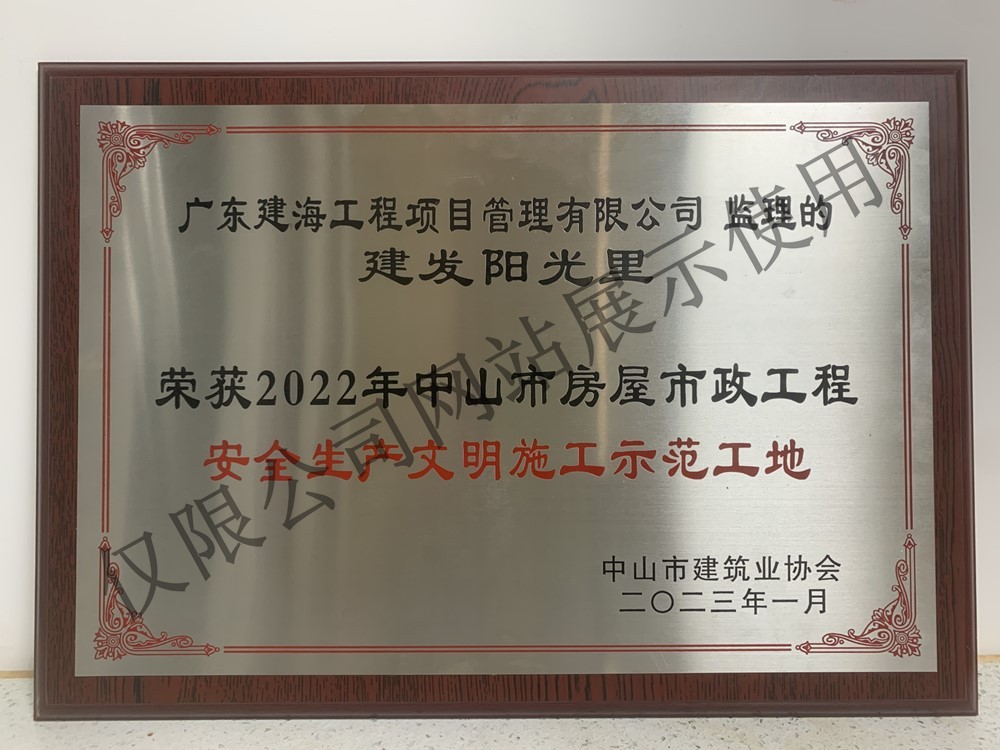 广东建海工程项目管理有限公司 监理的
建发阳光里
荣获2022年中山市房屋市政工程
安全生产文明施工示范工地
中山市建筑业协会
二〇二三年一月
仅限公司网站展示使用